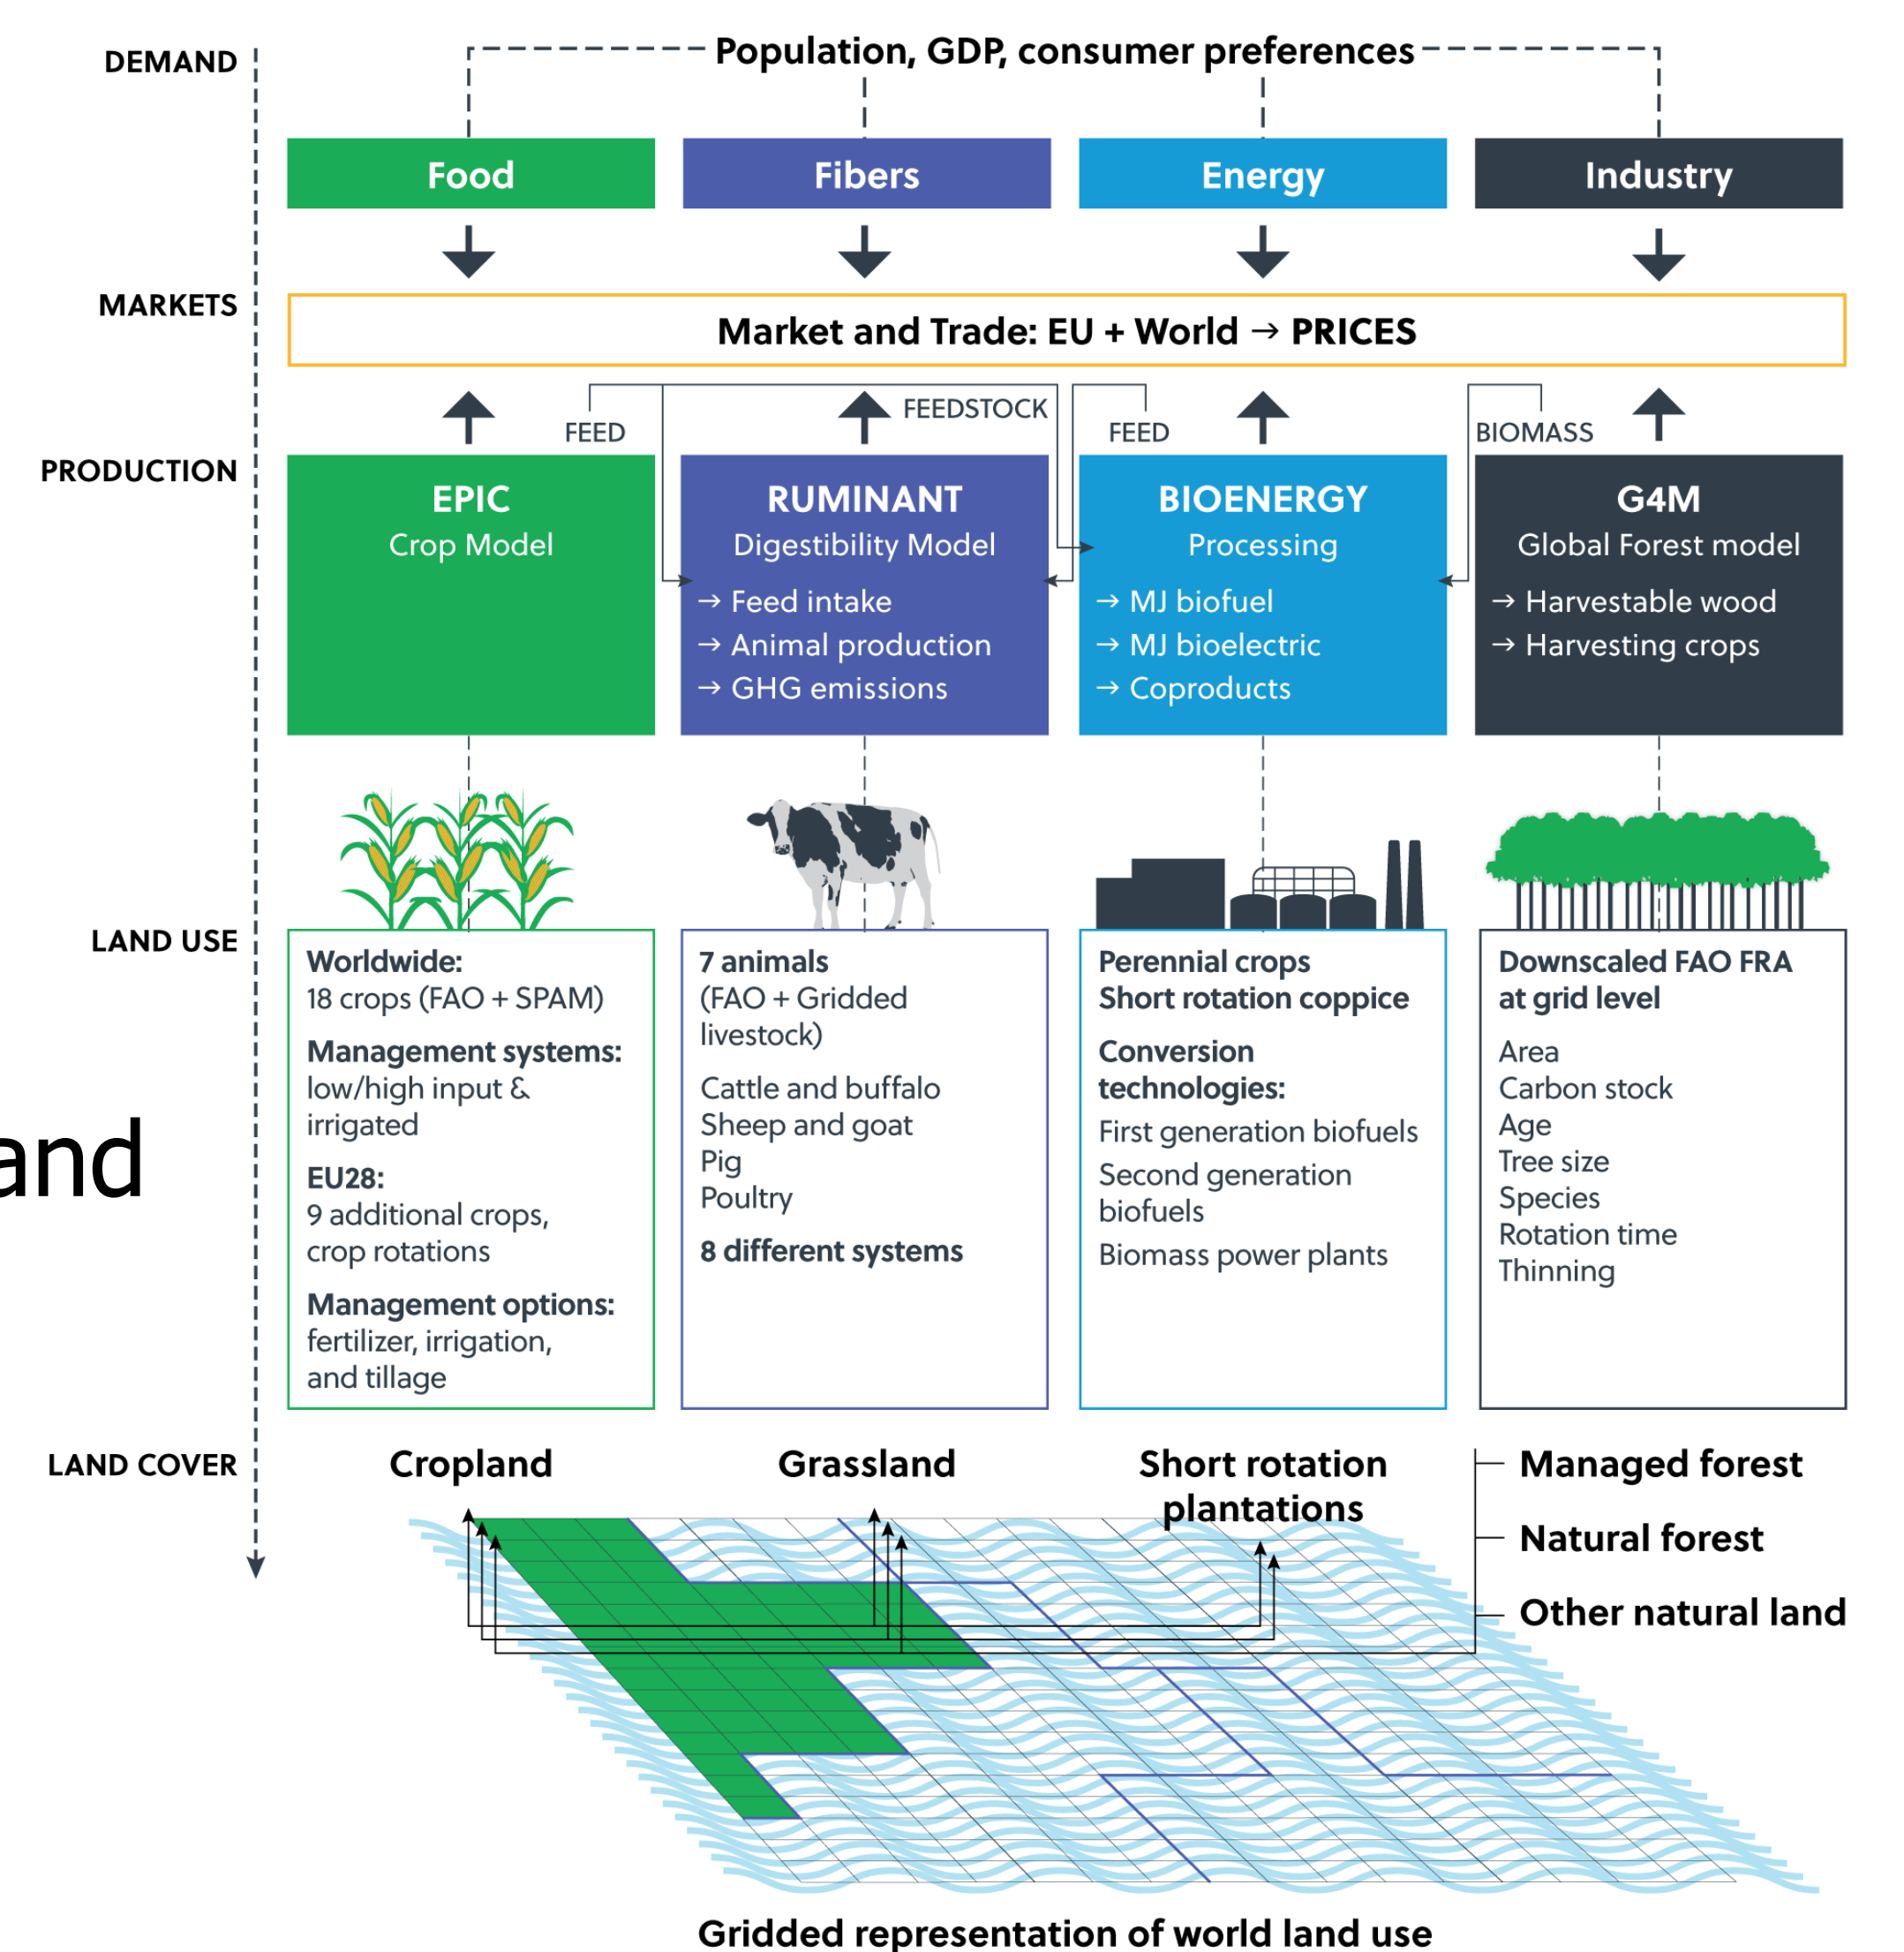 DEMAND
Population, GDP, consumer preferences
Food
Fibers
Energy
Industry
MARKETS
Market and Trade: EU + World → PRICES
FEED
FEEDSTOCK
FEED
BIOMASS
PRODUCTION
EPIC
Crop Model
RUMINANT
Digestibility Model
→ Feed intake
→ Animal production
→ GHG emissions
BIOENERGY
Processing
→ MJ biofuel
→ MJ bioelectric
→ Coproducts
G4M
Global Forest model
→ Harvestable wood
→ Harvesting crops
LAND USE
Worldwide:
18 crops (FAO + SPAM)
Management systems:
low/high input &
irrigated
EU28:
9 additional crops,
crop rotations
Management options:
fertilizer, irrigation,
and tillage
7 animals
(FAO + Gridded
livestock)
Cattle and buffalo
Sheep and goat
Pig
Poultry
8 different systems
Perennial crops
Short rotation coppice
Conversion
technologies:
First generation biofuels
Second generation
biofuels
Biomass power plants
Downscaled FAO FRA
at grid level
Area
Carbon stock
Age
Tree size
Species
Rotation time
Thinning
and
LAND COVER
Cropland
Grassland
Short rotation
plantations
Managed forest
Natural forest
Other natural land
Gridded representation of world land use